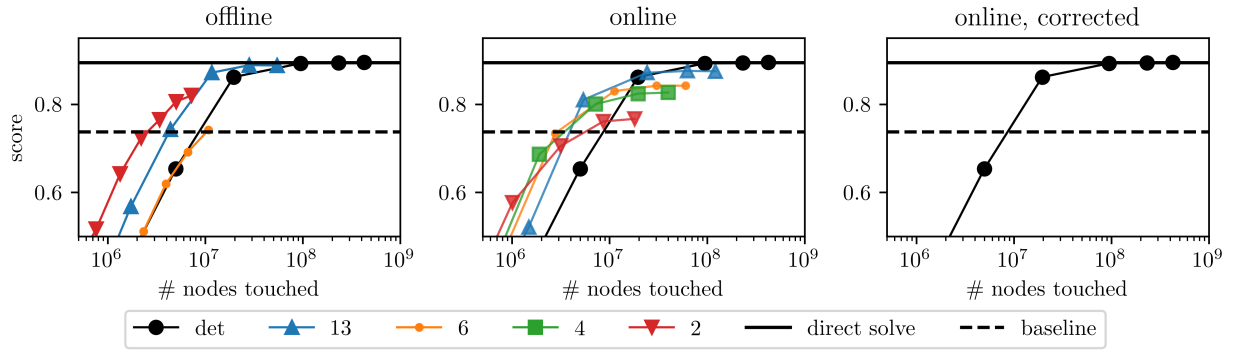 offline
online
online, corrected
score
0.8
0.6
10^6
10^7
10^8
10^9
# nodes touched
0.8
0.6
10^6
10^7
10^8
10^9
# nodes touched
0.8
0.6
10^6
10^7
10^8
10^9
# nodes touched
det
13
6
4
2
direct solve
baseline